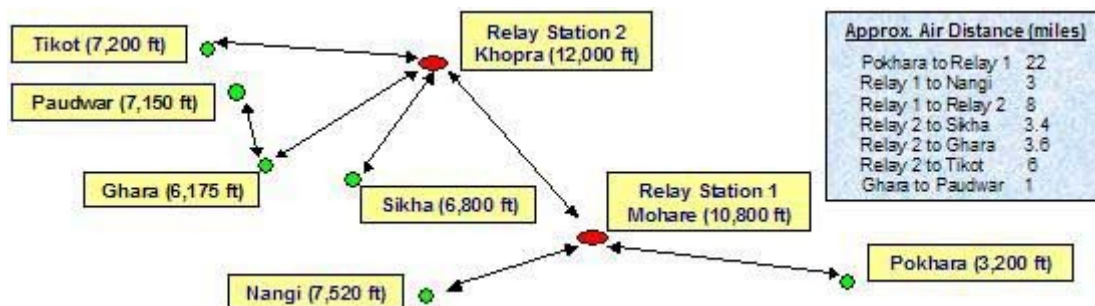 Tikot (7,200 ft)
Relay Station 2
Khopra (12,000 ft)
Paudwar (7,150 ft)
Ghara (6,175 ft)
Sikha (6,800 ft)
Relay Station 1
Mohare (10,800 ft)
Nangi (7,520 ft)
Pokhara (3,200 ft)
Approx. Air Distance (miles)
Pokhara to Relay 1 22
Relay 1 to Nangi 3
Relay 1 to Relay 2 8
Relay 2 to Sikha 3.4
Relay 2 to Ghara 3.6
Relay 2 to Tikot 6
Ghara to Paudwar 1